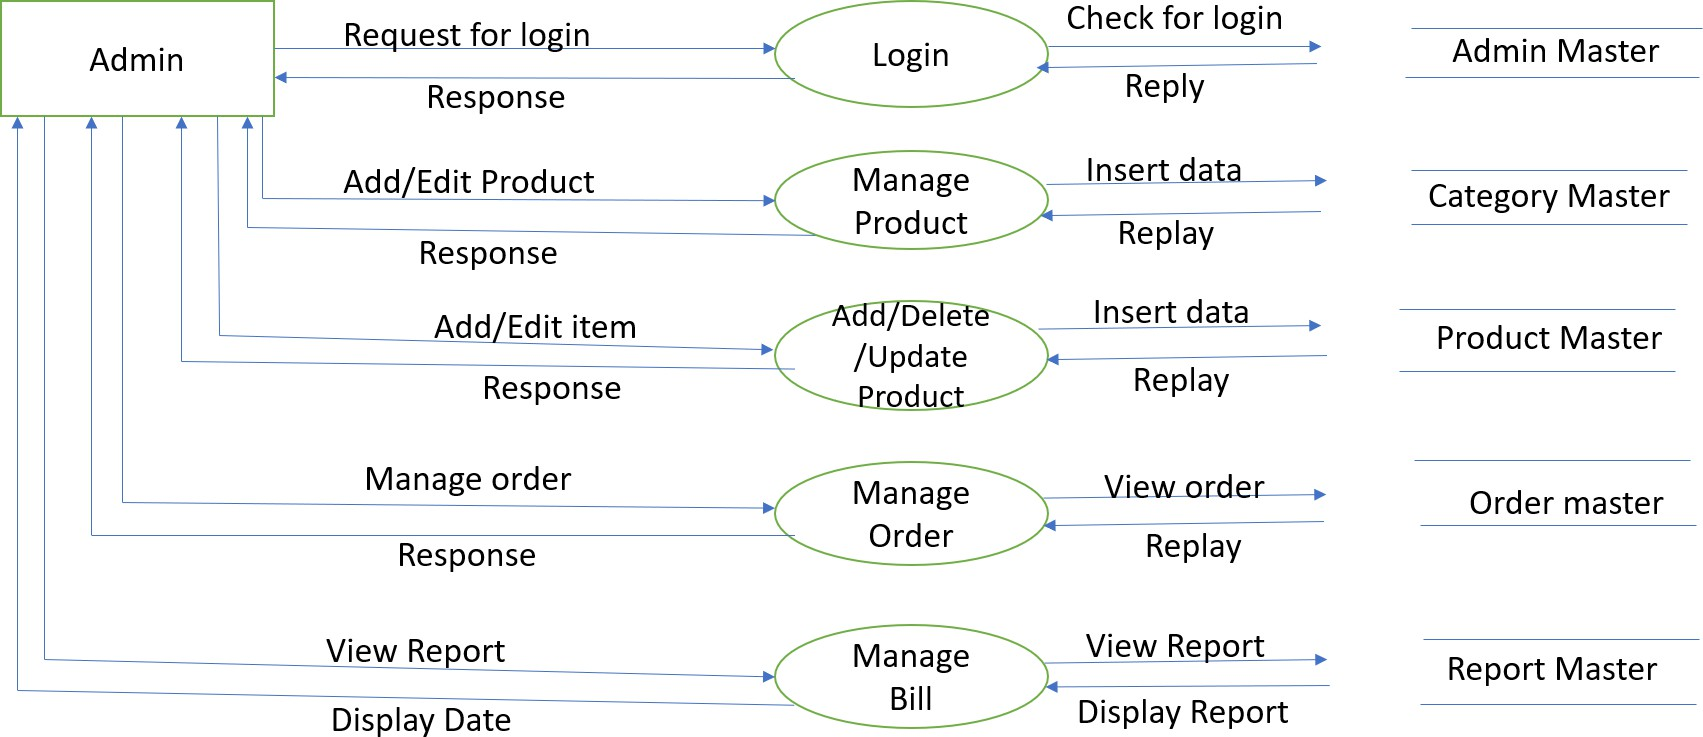 Admin
Request for login
Response
Login
Check for login
Reply
Admin Master
Add/Edit Product
Response
Manage
Product
Insert data
Replay
Category Master
Add/Edit item
Response
Add/Delete
/Update
Product
Insert data
Replay
Product Master
Manage order
Response
Manage
Order
View order
Replay
Order master
View Report
Display Date
Manage
Bill
View Report
Display Report
Report Master